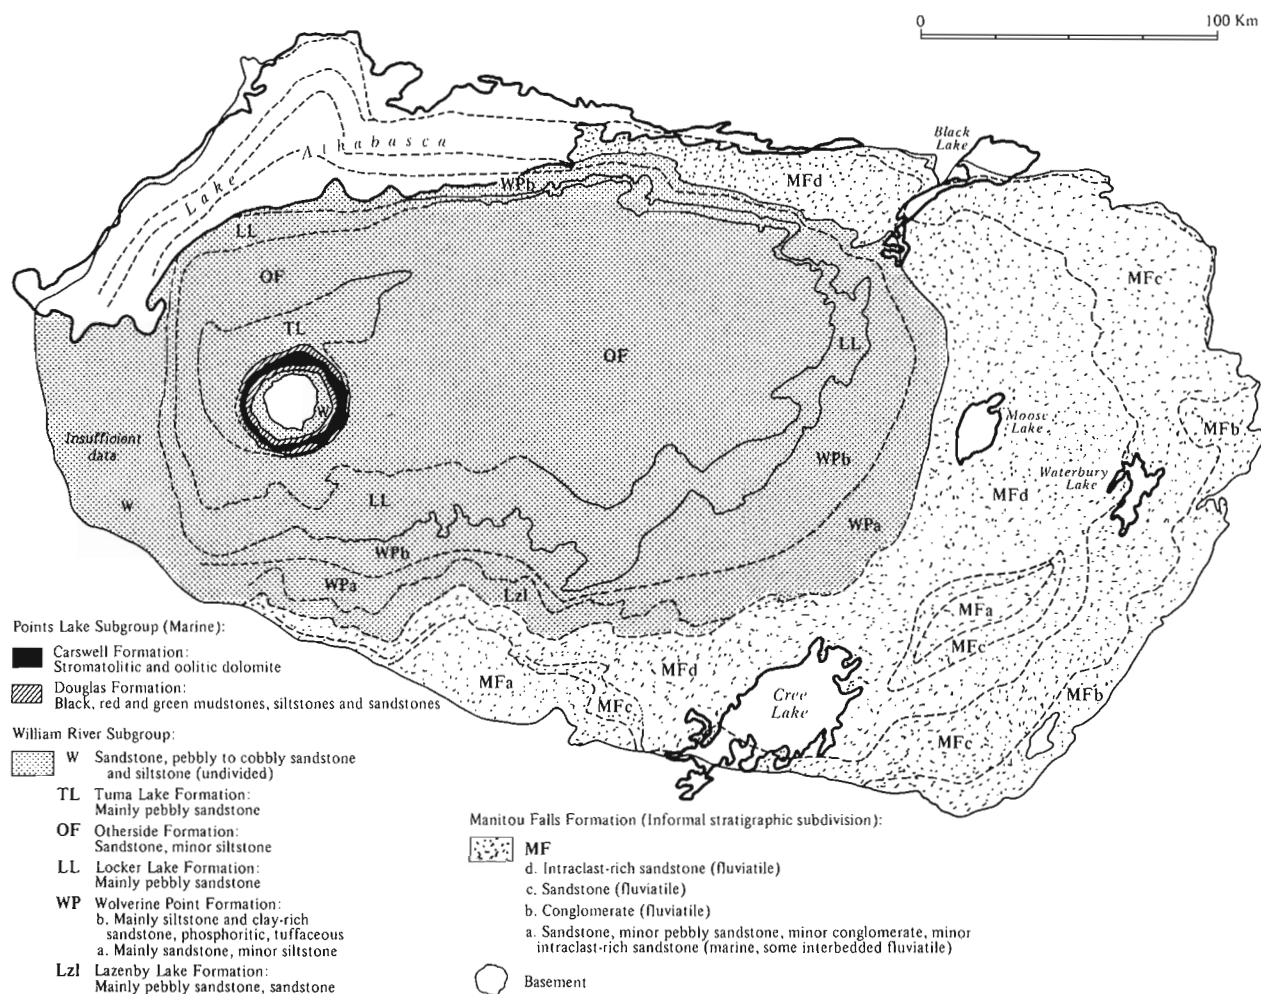 0 100 Km
Black
Lake
Lake Athabasca
WPb
MFd
LL
OF
MFc
TL
OF
LL
W
Moose
Lake
MFb
Insufficient
data
WPb
Waterbury
Lake
LL
MFd
W
WPa
WPb
WPa
Lzl
MFa
MFc
MFd
MFa
MFc
MFb
Cree
Lake
MFc
Points Lake Subgroup (Marine):
Carswell Formation:
Stromatolitic and oolitic dolomite
Douglas Formation:
Black, red and green mudstones, siltstones and sandstones
William River Subgroup:
W Sandstone, pebbly to cobbly sandstone
and siltstone (undivided)
TL Tuma Lake Formation:
Mainly pebbly sandstone
OF Otherside Formation:
Sandstone, minor siltstone
LL Locker Lake Formation:
Mainly pebbly sandstone
WP Wolverine Point Formation:
b. Mainly siltstone and clay-rich
sandstone, phosphoritic, tuffaceous
a. Mainly sandstone, minor siltstone
Lzl Lazenby Lake Formation:
Mainly pebbly sandstone, sandstone
Manitou Falls Formation (Informal stratigraphic subdivision):
MF
d. Intraclast-rich sandstone (fluviatile)
c. Sandstone (fluviatile)
b. Conglomerate (fluviatile)
a. Sandstone, minor pebbly sandstone, minor conglomerate, minor
intraclast-rich sandstone (marine, some interbedded fluviatile)
Basement